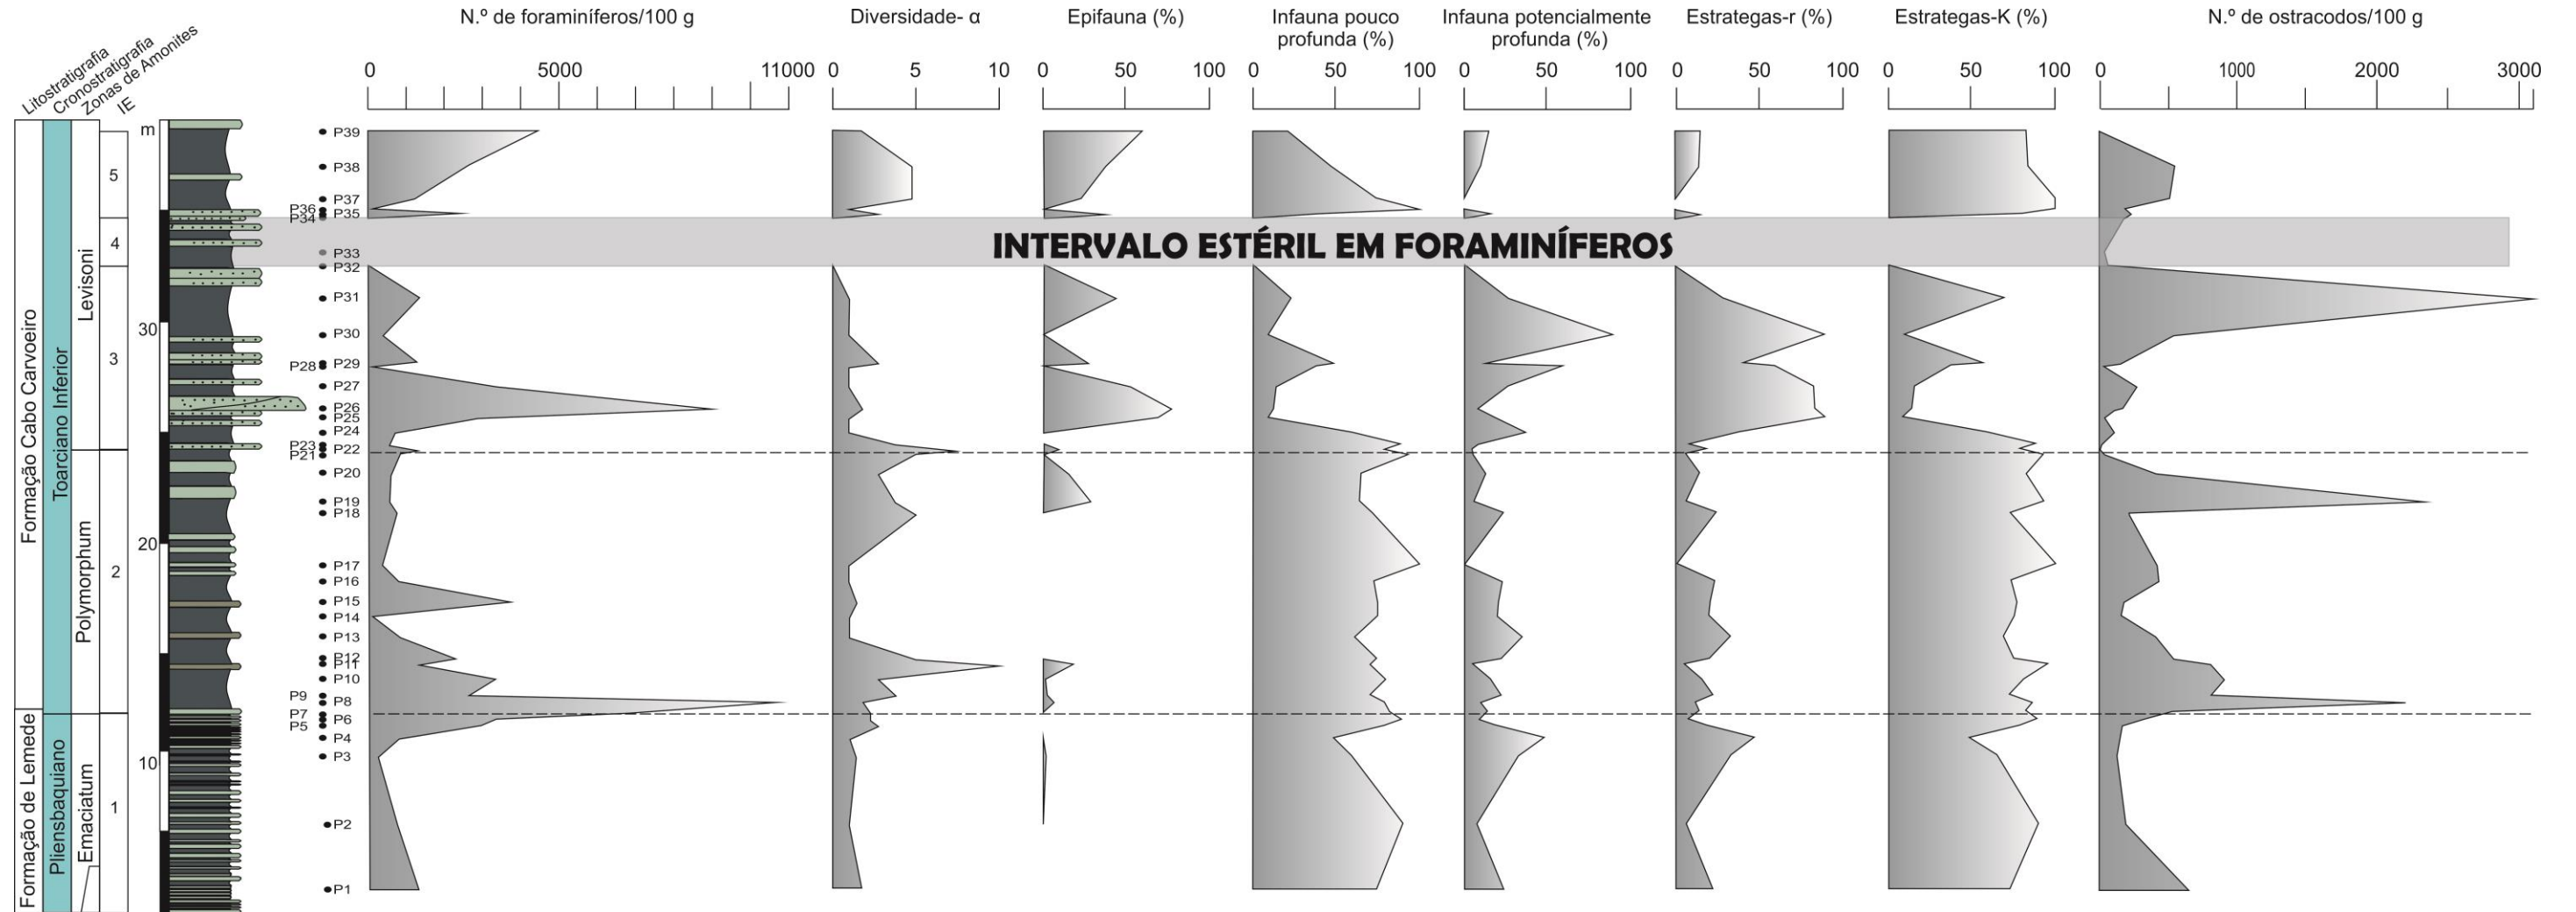 N.º de foraminíferos/100 g
Diversidade- α
Epifauna (%)
Infauna pouco
profunda (%)
Infauna potencialmente
profunda (%)
Estrategas-r (%)
Estrategas-K (%)
N.º de ostracodos/100 g
Litostratigrafia
Cronostratigrafia
Zonas de Amonites
IE
0 5000 11000
0 5 10
0 50 100
0 50 100
0 50 100
0 50 100
0 50 100
0 1000 2000 3000
m
30
20
10
Formação Cabo Carvoeiro
Formação de Lemede
Toarciano Inferior
Pliensbaquiano
Levisoni
Polymorphum
Emaciatum
5
4
3
2
1
P39
P38
P37
P36
P35
P34
P33
P32
P31
P30
P29
P28
P27
P26
P25
P24
P23
P22
P21
P20
P19
P18
P17
P16
P15
P14
P13
P12
P11
P10
P9
P8
P7
P6
P5
P4
P3
P2
P1
INTERVALO ESTÉRIL EM FORAMINÍFEROS